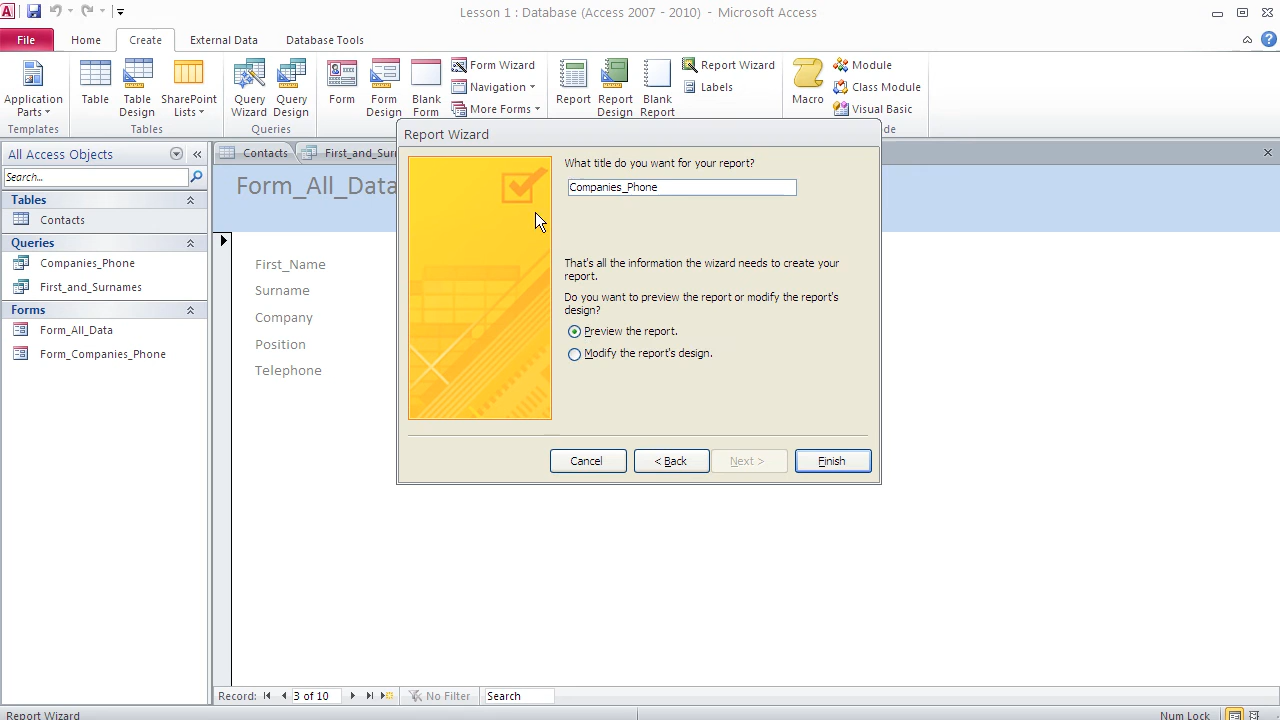 Lesson 1 : Database (Access 2007 - 2010) - Microsoft Access
File Home Create External Data Database Tools
Application Parts Table Table Design SharePoint Lists Query Wizard Query Design Form Form Design Blank Form Form Wizard Navigation More Forms Report Report Design Blank Report Report Wizard Labels Macro Module Class Module Visual Basic
Templates Tables Queries de
Report Wizard
All Access Objects
Contacts First_and_Surn
Search...
What title do you want for your report?
Companies_Phone
Form_All_Data
Tables
Contacts
Queries
Companies_Phone
First_and_Surnames
Forms
Form_All_Data
Form_Companies_Phone
First_Name
Surname
Company
Position
Telephone
That's all the information the wizard needs to create your
report.
Do you want to preview the report or modify the report's
design?
Preview the report.
Modify the report's design.
Cancel < Back Next > Finish
Record: 3 of 10 No Filter Search
Report Wizard Num Lock